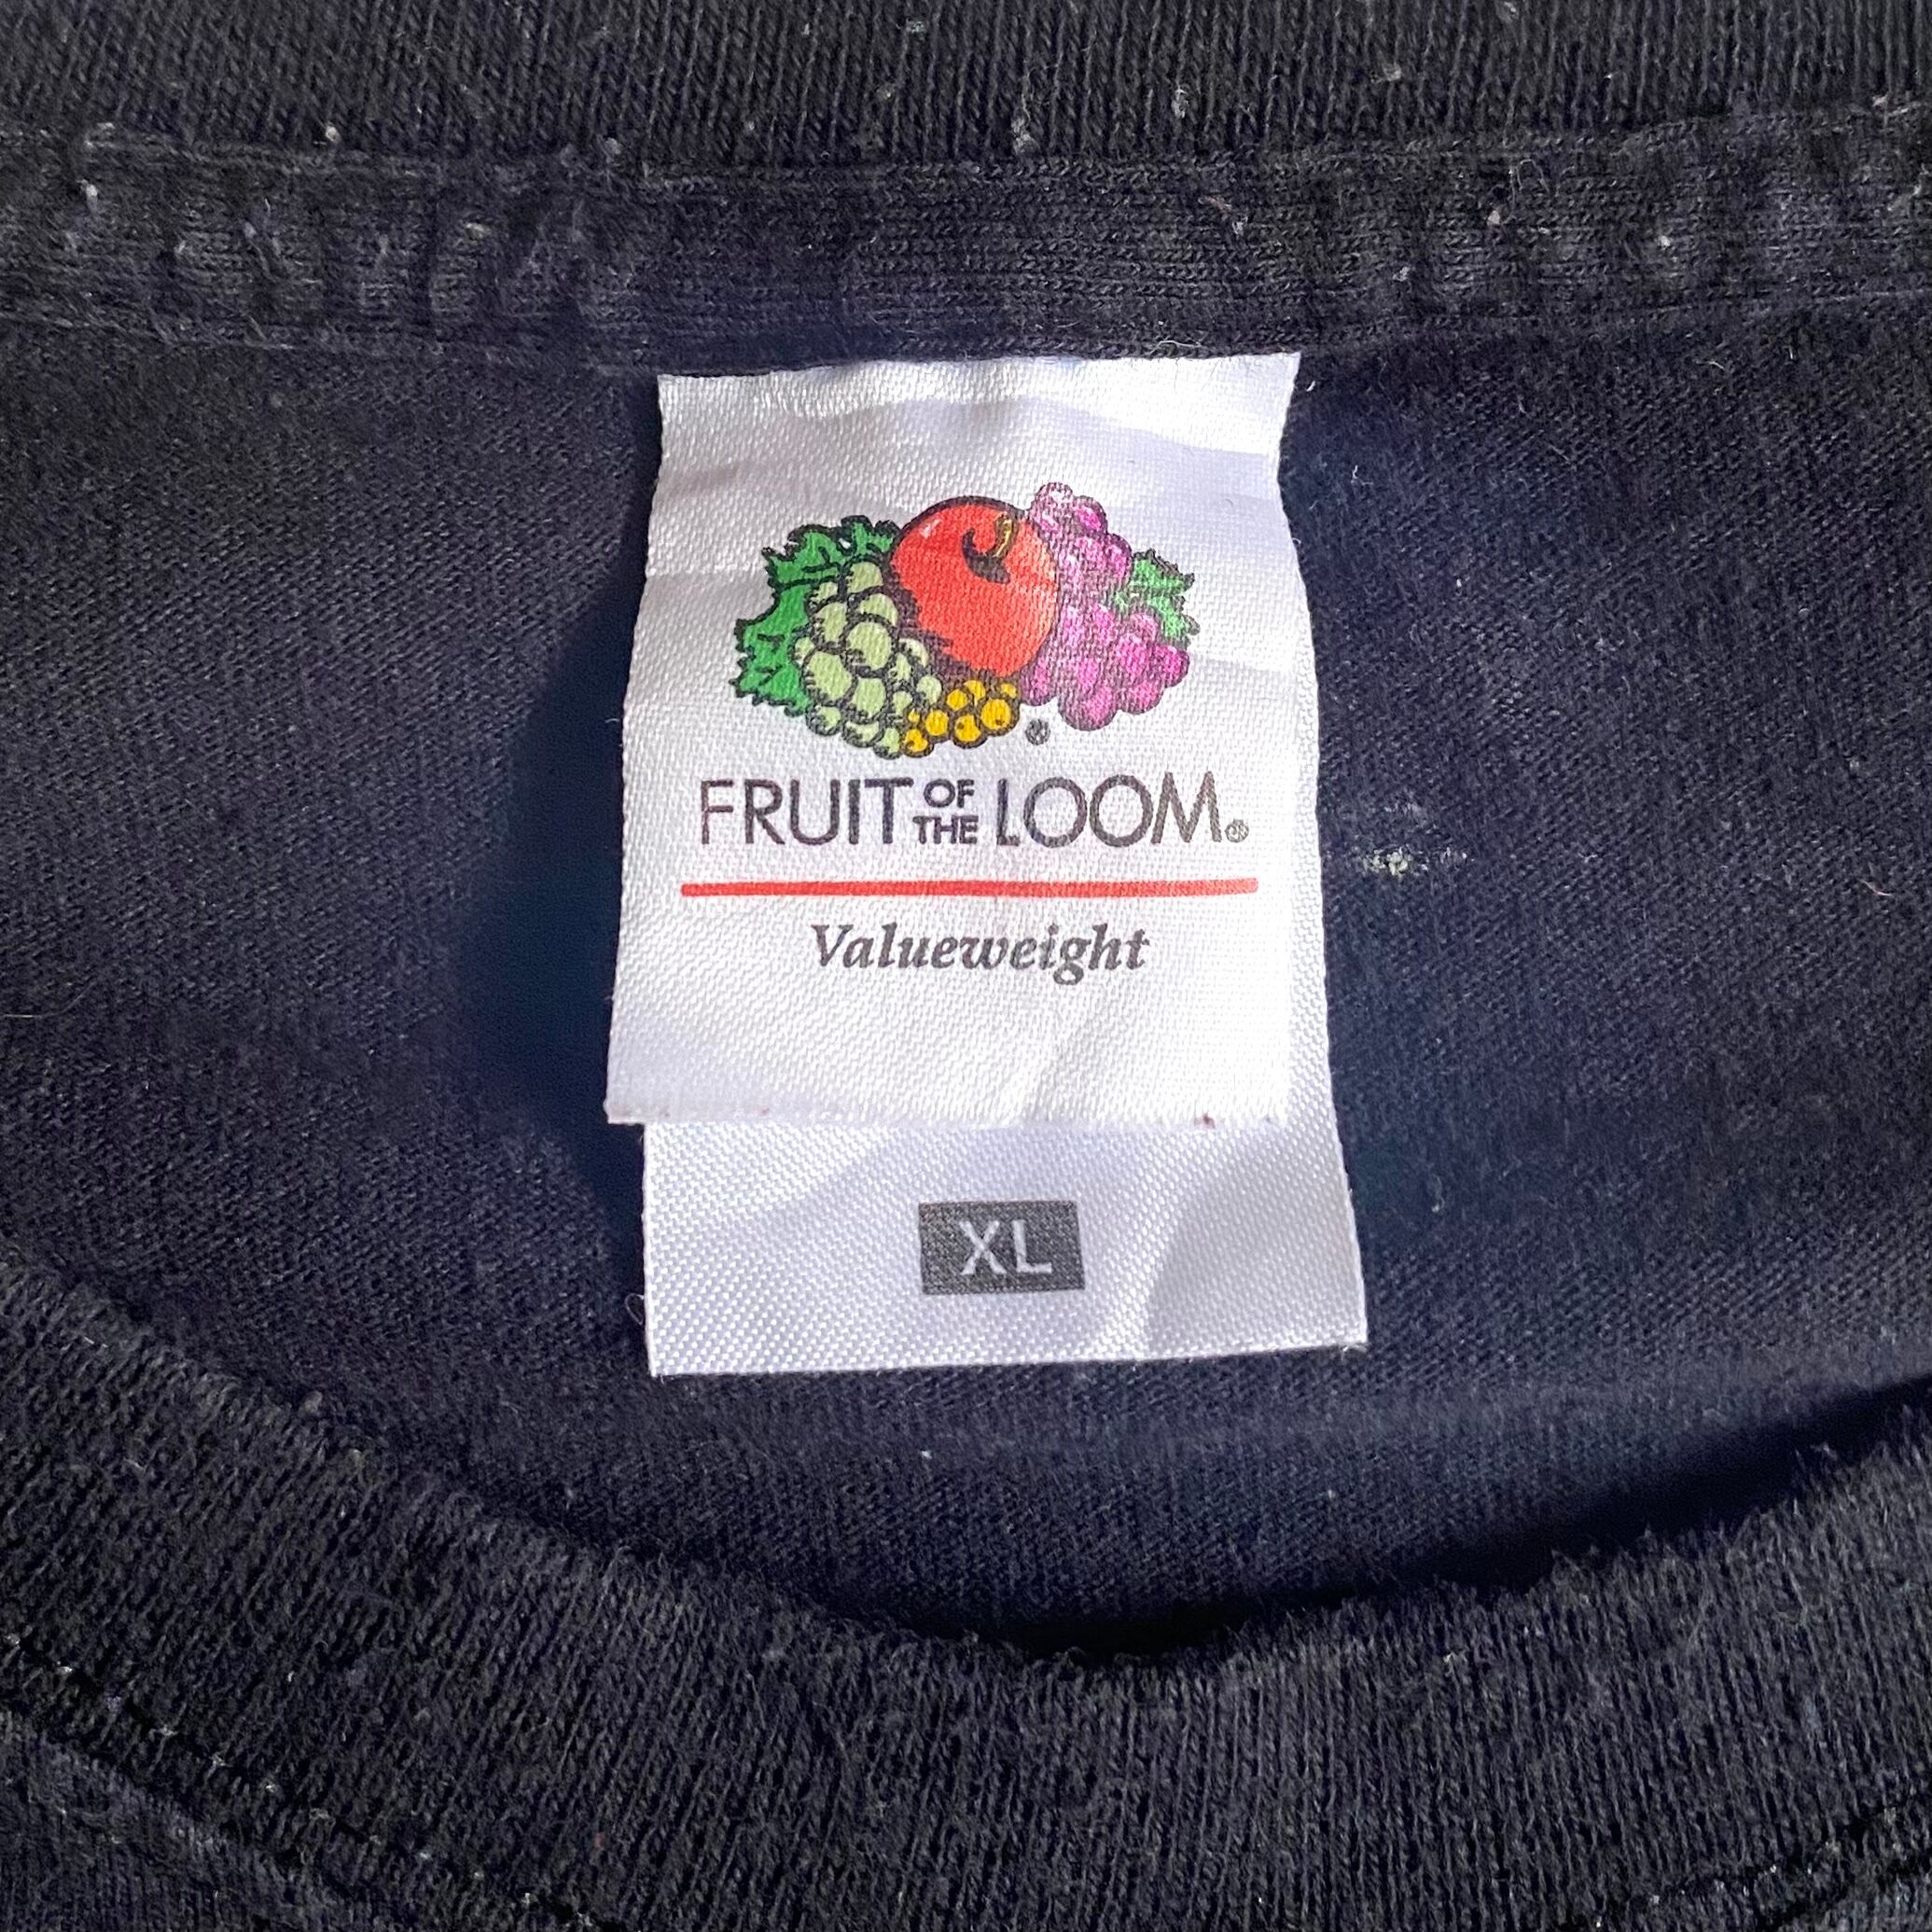 ®
FRUIT OF THE LOOM®
Valueweight
XL